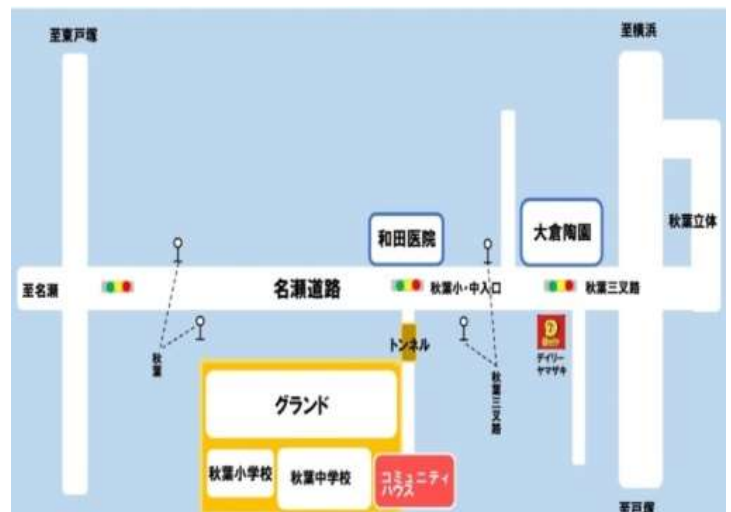 至東戸塚
至横浜
秋葉立体
和田医院
大倉陶園
至名瀬
名瀬道路
秋葉小・中入口
秋葉三叉路
トンネル
デイリー
ヤマザキ
秋葉
秋葉三叉路
グランド
秋葉小学校
秋葉中学校
コミュニティ
ハウス
至戸塚